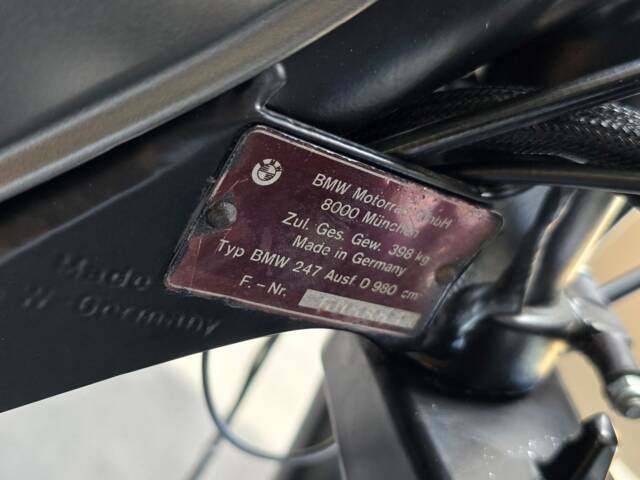 BMW Motorrad GmbH
8000 München
Zul. Ges. Gew. 398 kg
Made in Germany
Typ BMW 247 Ausf. 0 980 cm
F. - Nr.
Made
W Germany